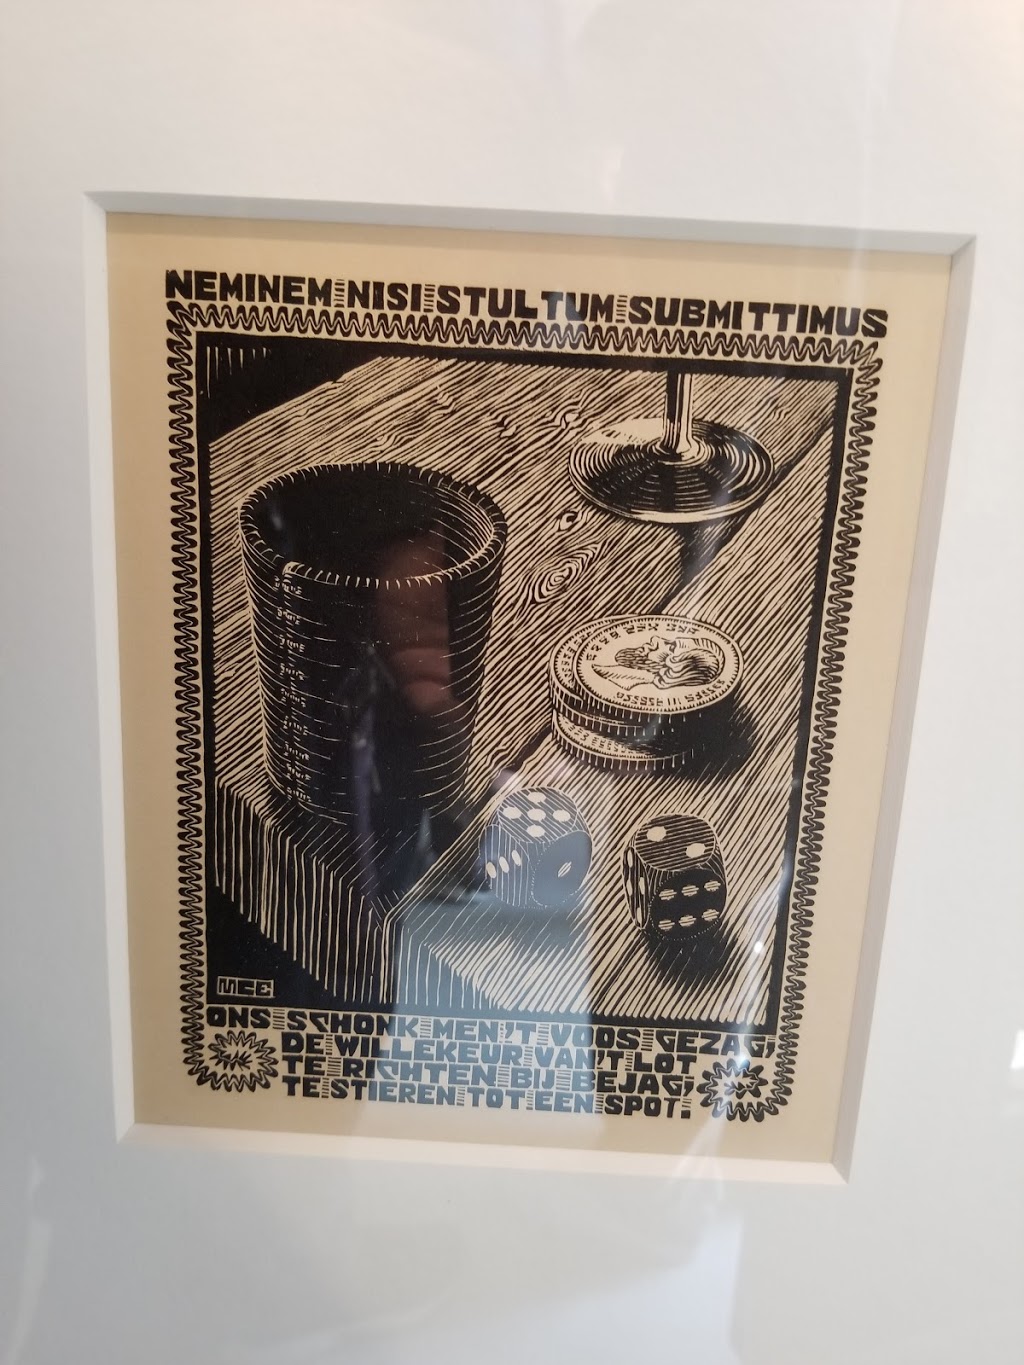 NEMINEM NISI STULTUM SUBMITTIMUS
MCE
ONS SCHONK MEN 'T VOOS GEZAG;
DE WILLEKEUR VAN 'T LOT
TE RICHTEN BIJ BEJAG;
TE STIEREN TOT EEN SPOT.